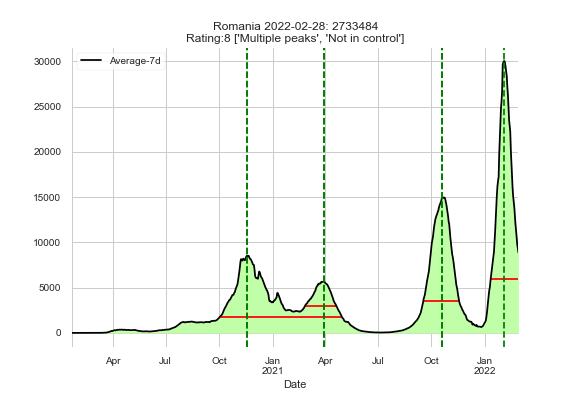 Romania 2022-02-28: 2733484
Rating:8 ['Multiple peaks', 'Not in control']
Average-7d
30000
25000
20000
15000
10000
5000
0
Apr Jul Oct Jan Apr Jul Oct Jan
2021 2022
Date